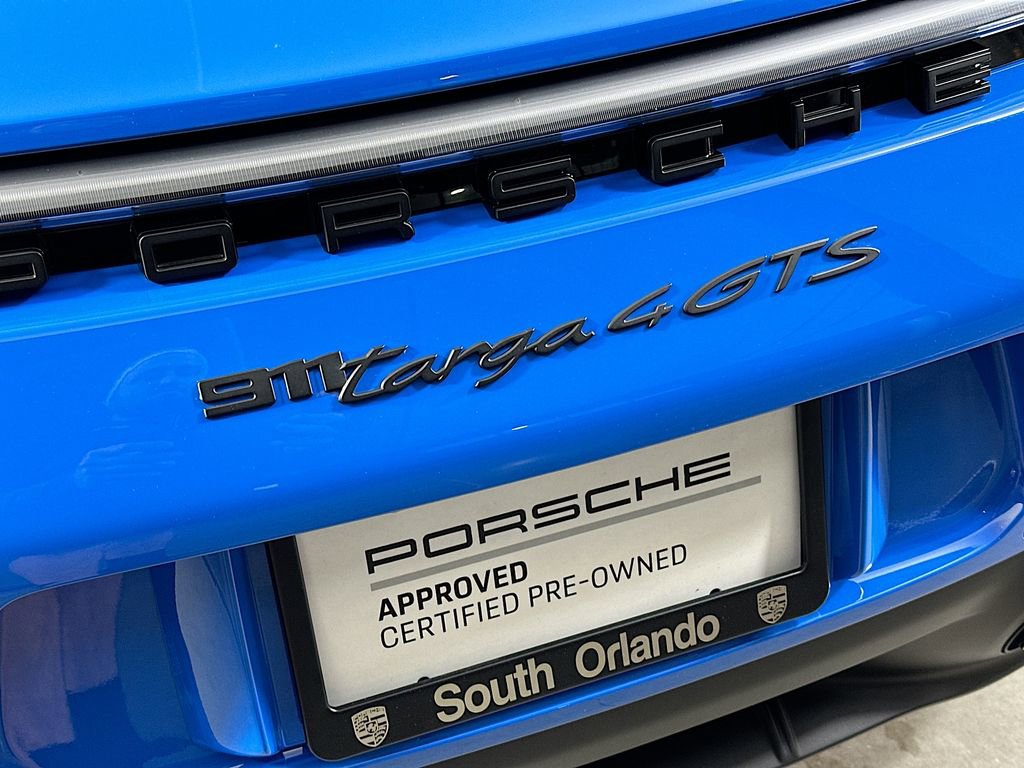 PORSCHE
911 targa 4 GTS
PORSCHE
APPROVED
CERTIFIED PRE-OWNED
South Orlando